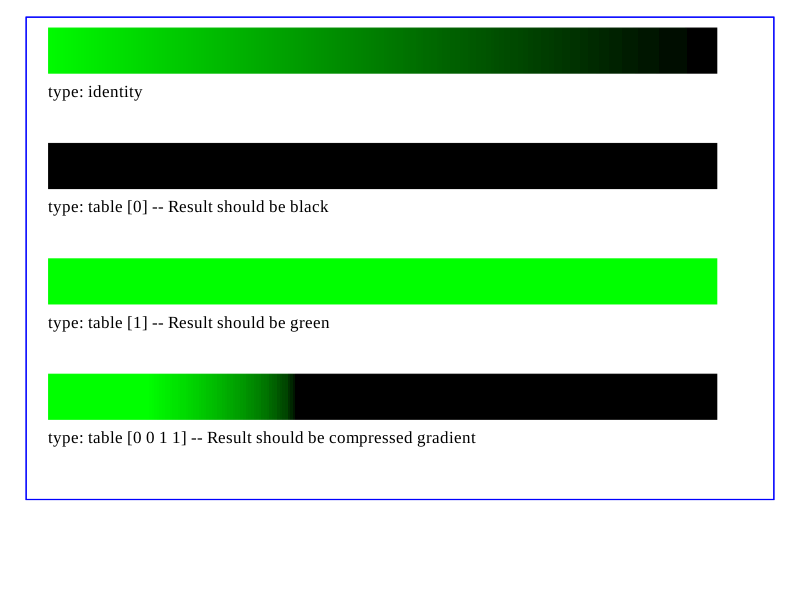 type: identity
type: table [0] -- Result should be black
type: table [1] -- Result should be green
type: table [0 0 1 1] -- Result should be compressed gradient